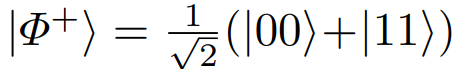 |Φ⁺⟩ = 1/√2 (|00⟩+|11⟩)